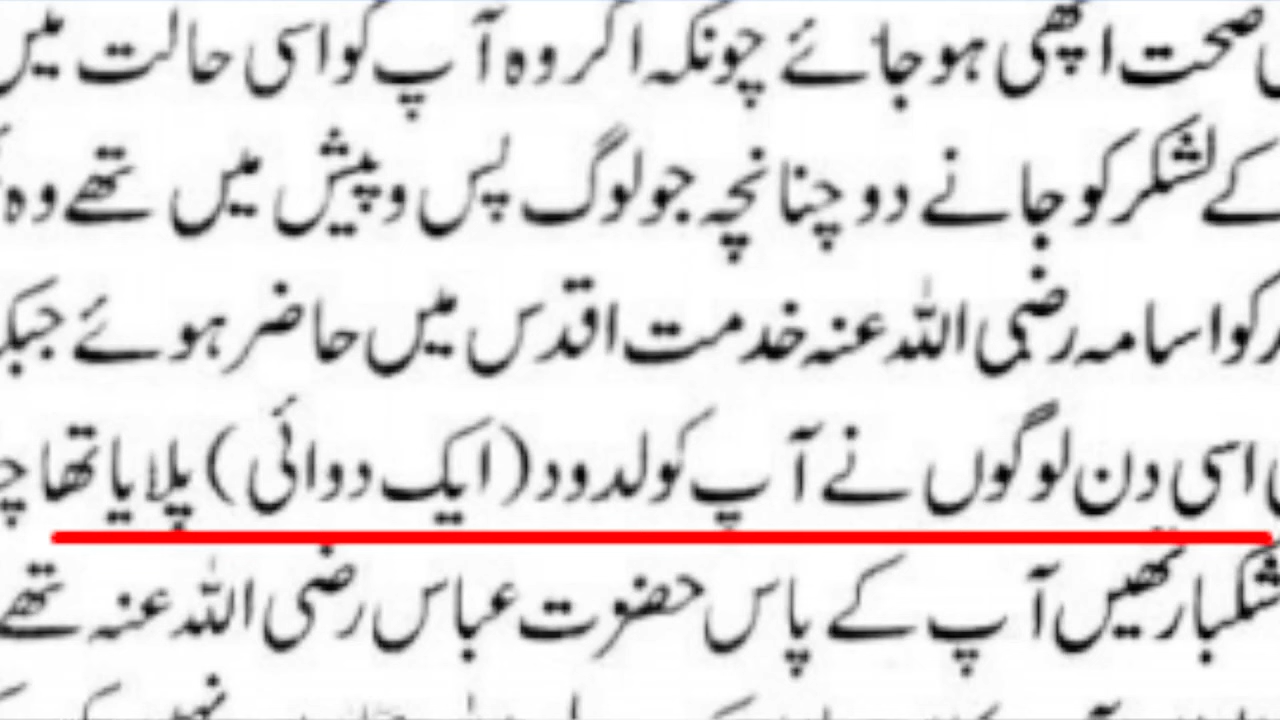 صحت اچھی ہو جائے چونکہ اگر وہ آپ کو اسی حالت میں
کے لشکر کو جانے دو چنانچہ جو لوگ پس و پیش میں تھے وہ
کو اسامہ رضی اللہ عنہ خدمت اقدس میں حاضر ہوئے جبکہ
اسی دن لوگوں نے آپ کو لدود (ایک دوائی) پلایا تھا
آپ کے پاس حضرت عباس رضی اللہ عنہ تھے